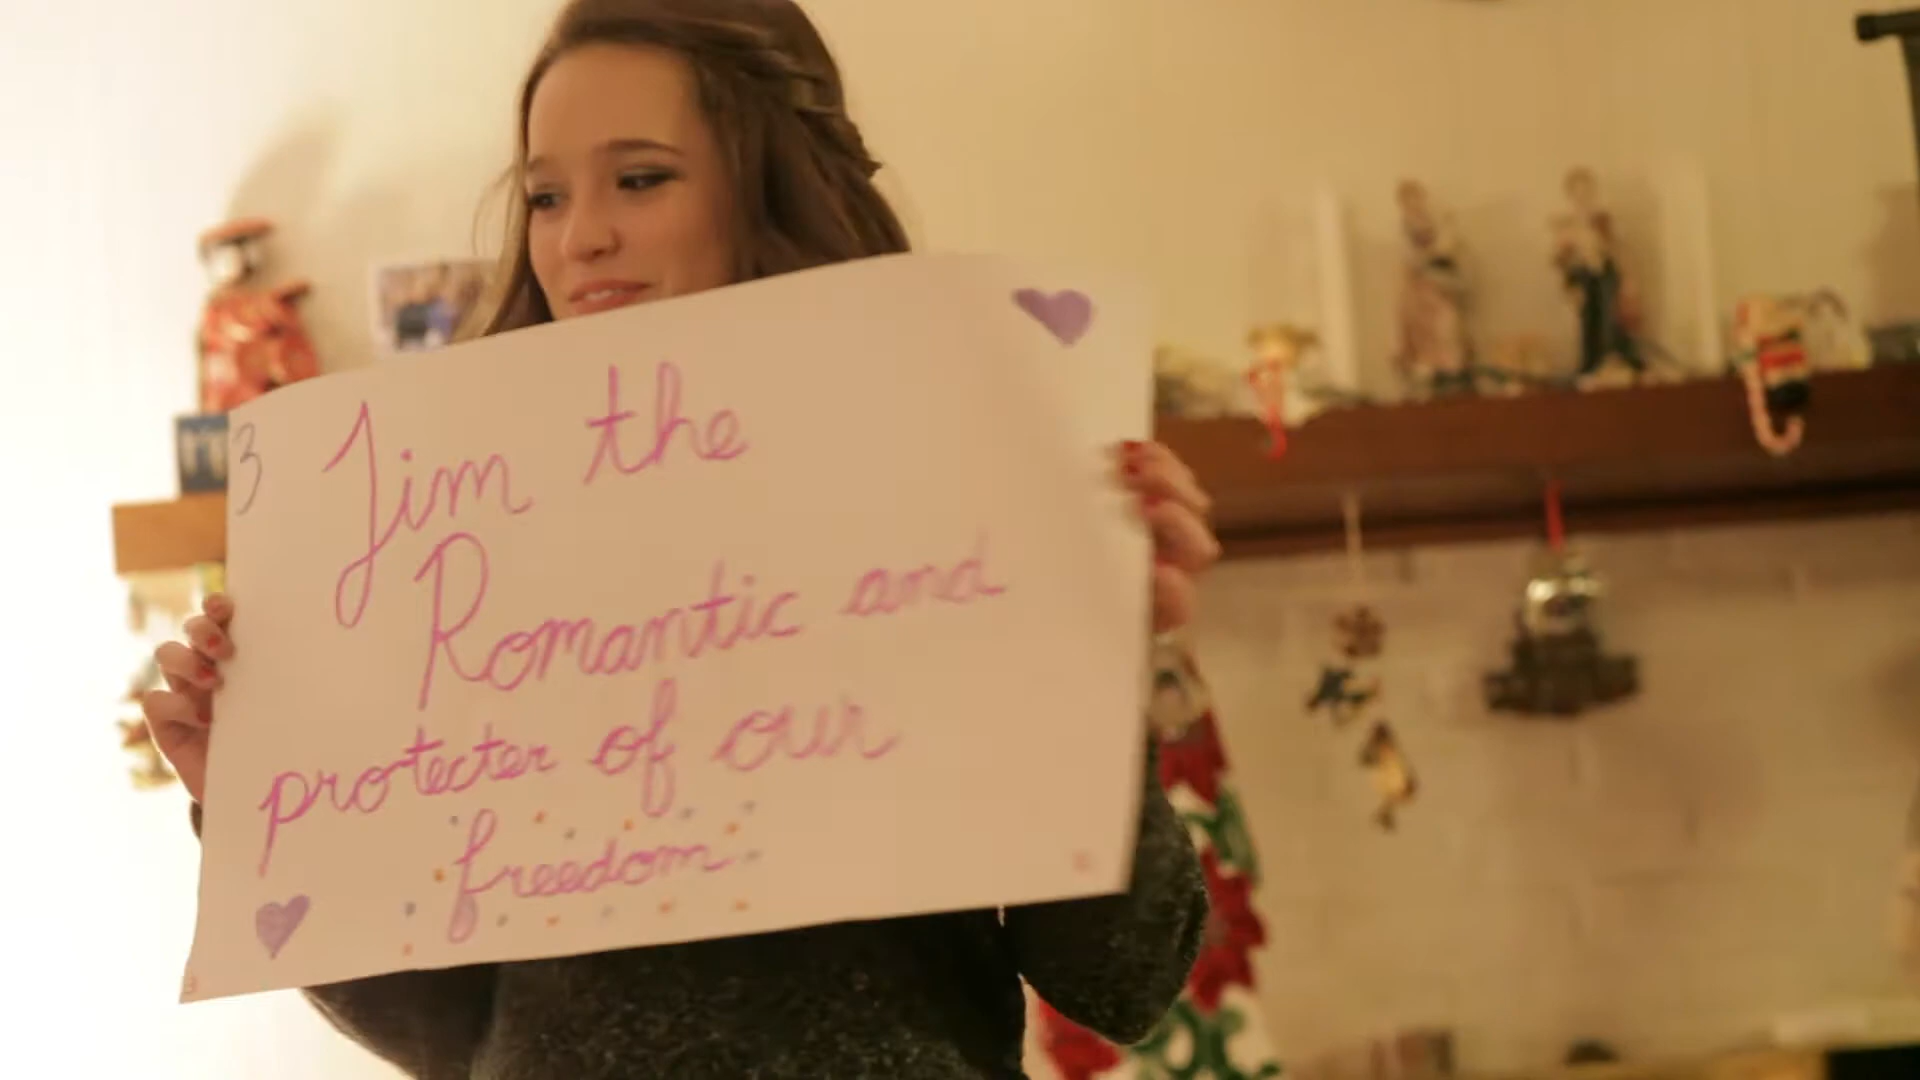 3
Jim the
Romantic and
protecter of our
freedom